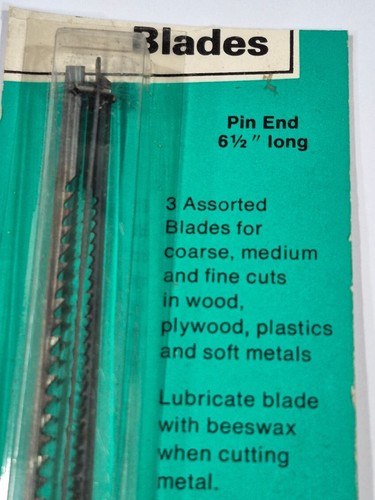 Blades
Pin End
6½" long
3 Assorted
Blades for
coarse, medium
and fine cuts
in wood,
plywood, plastics
and soft metals
Lubricate blade
with beeswax
when cutting
metal.